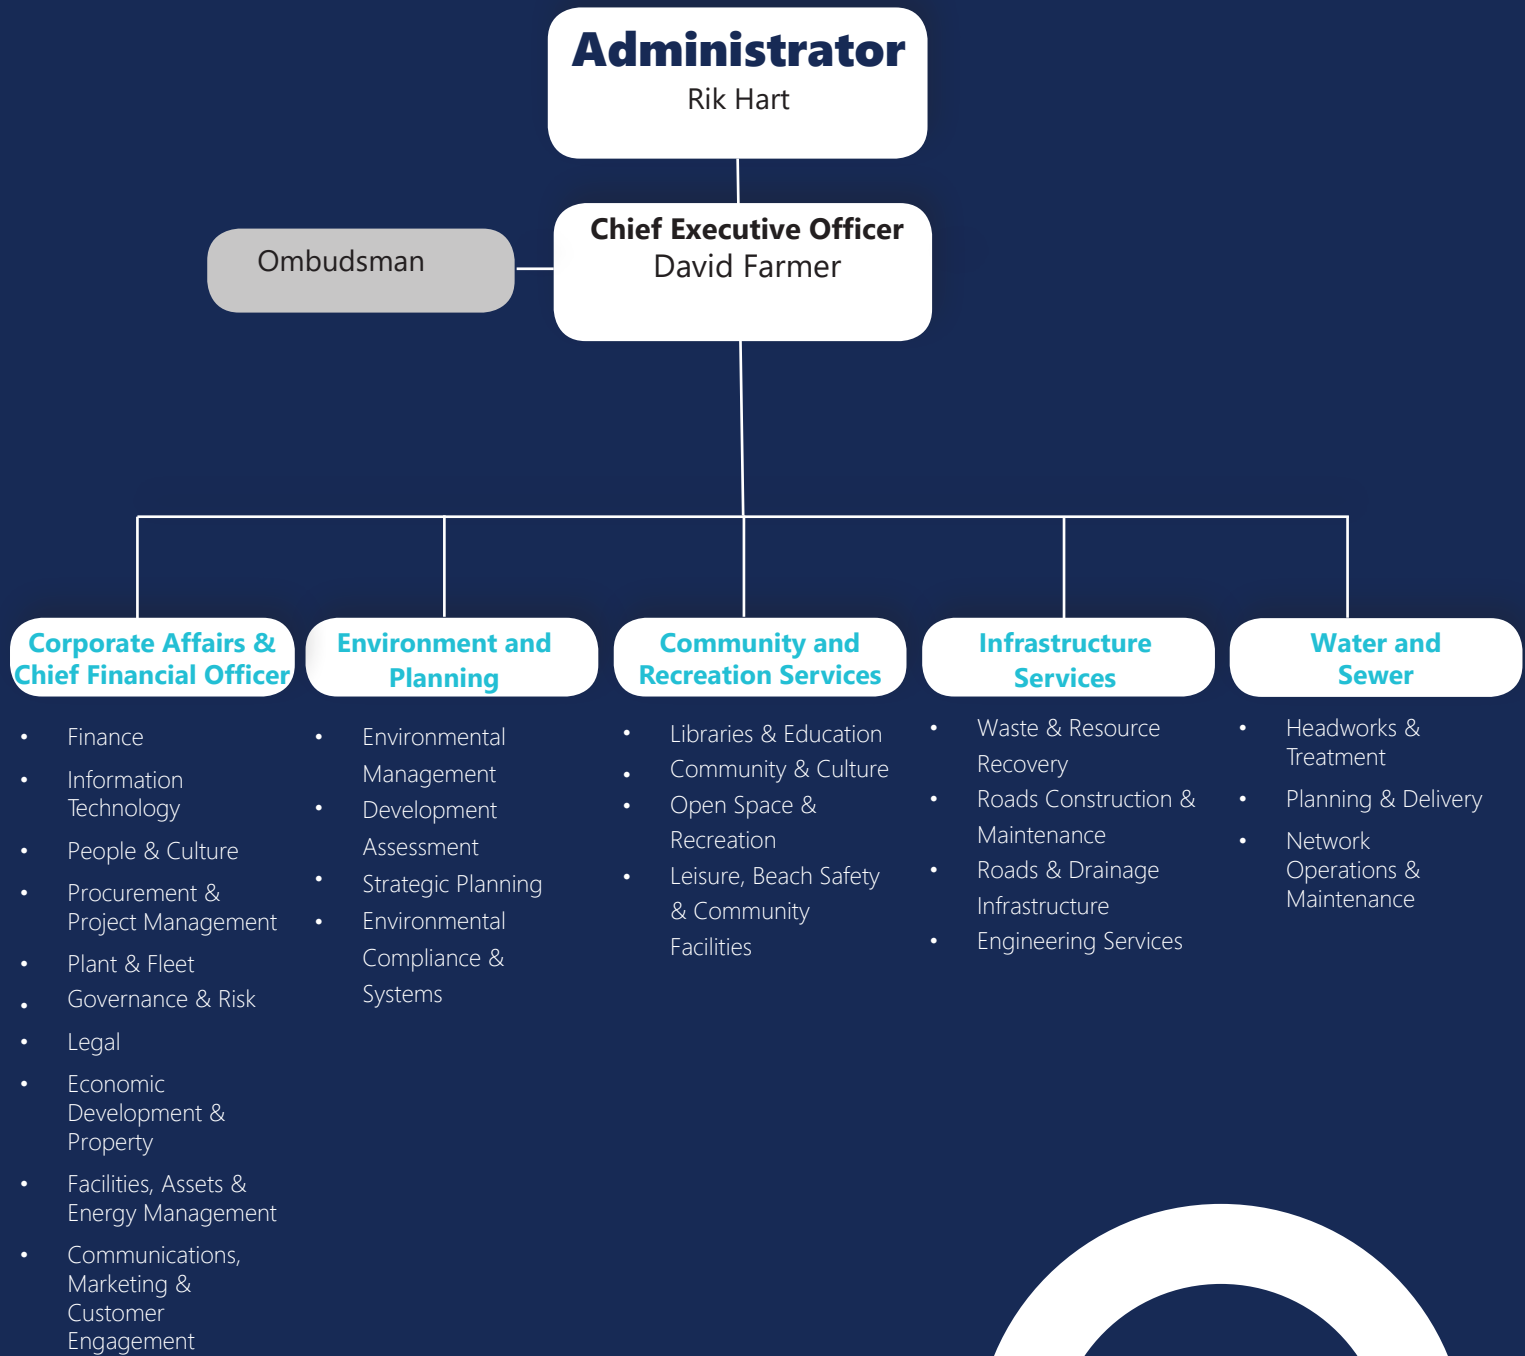 Administrator
Rik Hart
Chief Executive Officer
David Farmer
Ombudsman
Corporate Affairs &
Chief Financial Officer
• Finance
• Information
Technology
• People & Culture
• Procurement &
Project Management
• Plant & Fleet
• Governance & Risk
• Legal
• Economic
Development &
Property
• Facilities, Assets &
Energy Management
• Communications,
Marketing &
Customer
Engagement
Environment and
Planning
• Environmental
Management
• Development
Assessment
• Strategic Planning
• Environmental
Compliance &
Systems
Community and
Recreation Services
• Libraries & Education
• Community & Culture
• Open Space &
Recreation
• Leisure, Beach Safety
& Community
Facilities
Infrastructure
Services
• Waste & Resource
Recovery
• Roads Construction &
Maintenance
• Roads & Drainage
Infrastructure
• Engineering Services
Water and
Sewer
• Headworks &
Treatment
• Planning & Delivery
• Network
Operations &
Maintenance